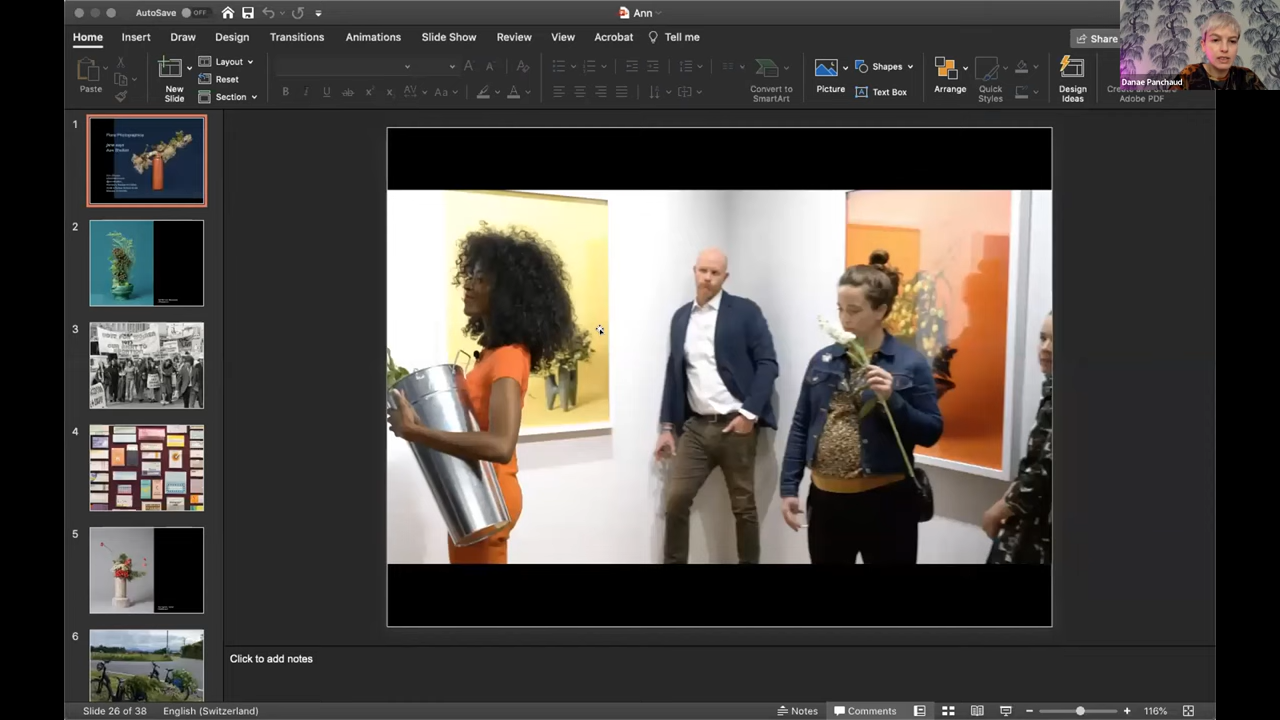 AutoSave OFF
Ann
Home Insert Draw Design Transitions Animations Slide Show Review View Acrobat Tell me
Share
Paste
New
Slide
Layout
Reset
Section
Convert to
SmartArt
Picture
Shapes
Text Box
Arrange
Quick
Styles
Design
Ideas
Adobe PDF
Danae Panchaud
1
2
3
4
5
6
Click to add notes
Slide 26 of 38 English (Switzerland) Notes Comments 116%